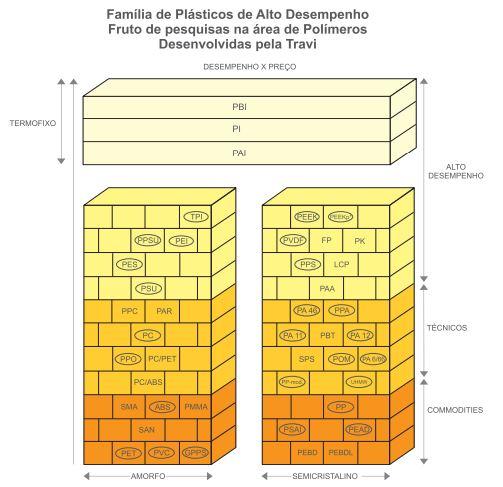 Família de Plásticos de Alto Desempenho
Fruto de pesquisas na área de Polímeros
Desenvolvidas pela Travi
DESEMPENHO X PREÇO
PBI
PI
PAI
TERMOFIXO
ALTO
DESEMPENHO
TPI
PPSU PEI
PES
PSU
PPC PAR
PC
PPO PC/PET
PC/ABS
SMA ABS PMMA
SAN
PET PVC GPPS
AMORFO
PEEK
PVDF FP PK
PPS LCP
PAA
PA 46 PPA
PA 11 PBT PA 12
SPS POM PA 6/66
PP-mod. UHMW
PP
PSAI PEAD
PEBD PEBDL
SEMICRISTALINO
TÉCNICOS
COMMODITIES